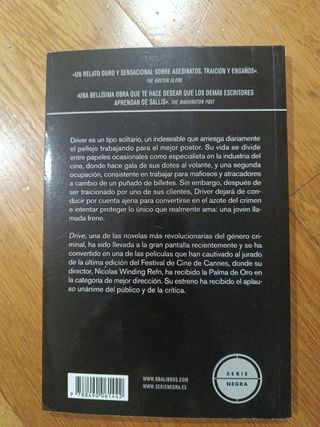 «UN RELATO DURO Y SENSACIONAL SOBRE ASESINATOS, TRAICIÓN Y ENGAÑOS».
THE BOSTON GLOBE
«UNA BELLÍSIMA OBRA QUE TE HACE DESEAR QUE LOS DEMÁS ESCRITORES
APRENDAN DE SALLIS». THE WASHINGTON POST
Driver es un tipo solitario, un indeseable que arriesga diariamente
el pellejo trabajando para el mejor postor. Su vida se divide
entre papeles ocasionales como especialista en la industria del
cine, donde hace gala de sus dotes al volante, y una segunda
ocupación, consistente en trabajar para mafiosos y atracadores
a cambio de un puñado de billetes. Sin embargo, después de
ser traicionado por uno de sus clientes, Driver dejará de condu-
cir por cuenta ajena para convertirse en el azote del crimen
e intentar proteger lo único que realmente ama: una joven lla-
mada Irene.
Drive, una de las novelas más revolucionarias del género cri-
minal, ha sido llevada a la gran pantalla recientemente y se ha
convertido en una de las películas que han cautivado al jurado
de la última edición del Festival de Cine de Cannes, donde su
director, Nicolas Winding Refn, ha recibido la Palma de Oro en
la categoría de mejor dirección. Su estreno ha recibido el aplau-
so unánime del público y de la crítica.
WWW.RBALIBROS.COM
WWW.SERIENEGRA.ES
SERIE
NEGRA
9 788490 061442